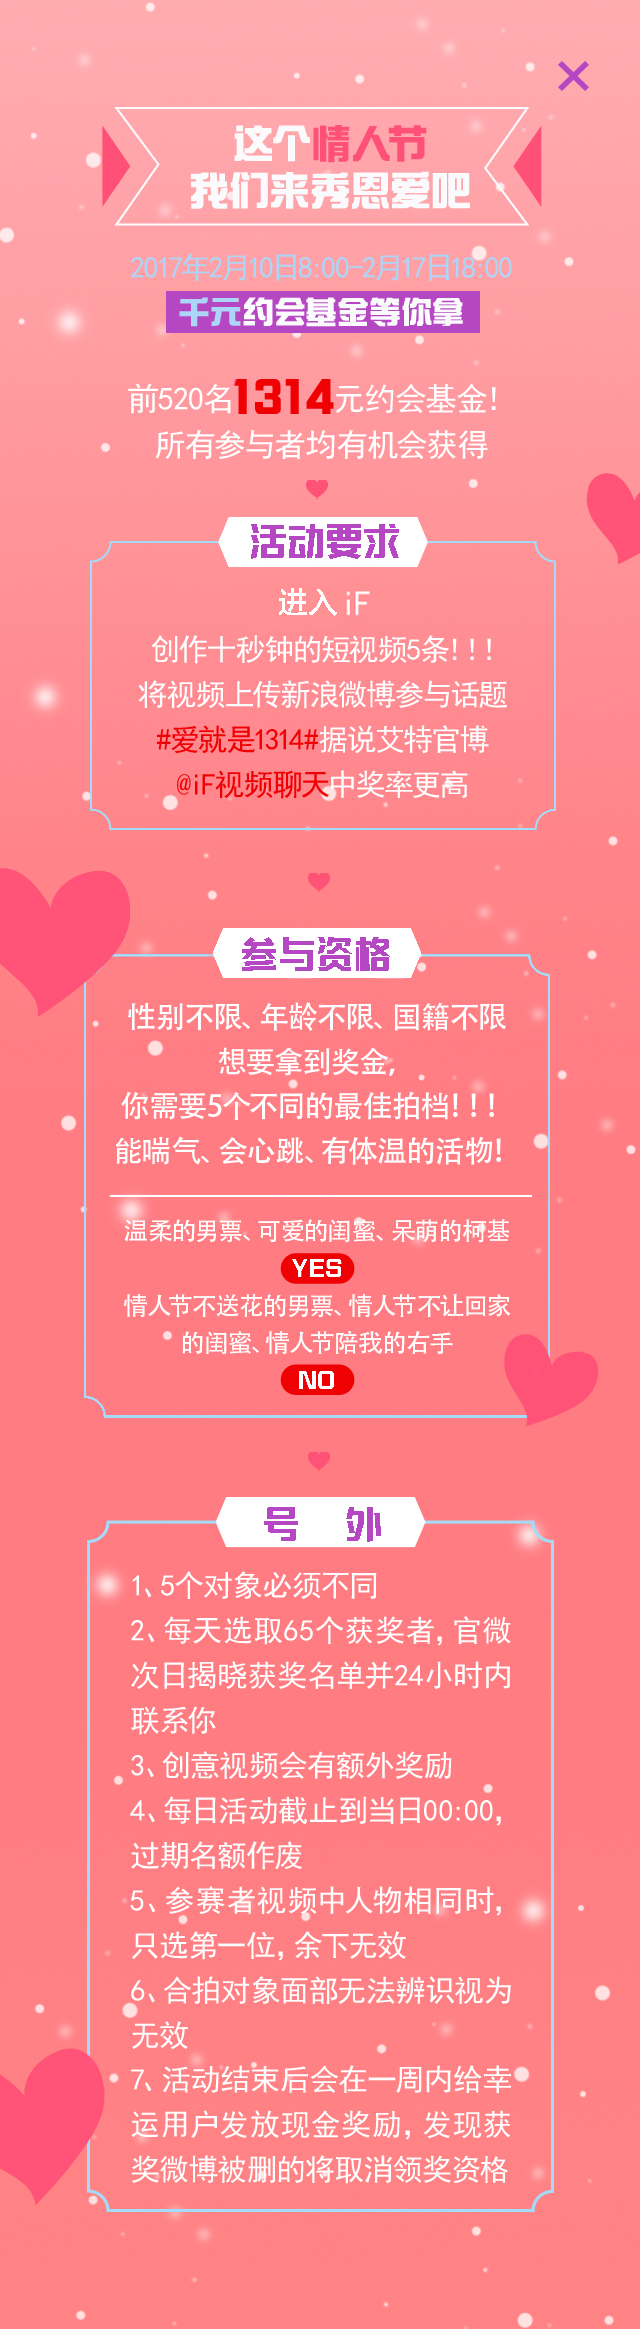 这个情人节
我们来秀恩爱吧
2017年2月10日8:00-2月17日18:00
千元约会基金等你拿
前520名1314元约会基金!
所有参与者均有机会获得
活动要求
进入 iF
创作十秒钟的短视频5条!!!
将视频上传新浪微博参与话题
#爱就是1314#据说艾特官博
@iF视频聊天中奖率更高
参与资格
性别不限、年龄不限、国籍不限
想要拿到奖金,
你需要5个不同的最佳拍档!!!
能喘气、会心跳、有体温的活物!
温柔的男票、可爱的闺蜜、呆萌的柯基
YES
情人节不送花的男票、情人节不让回家
的闺蜜、情人节陪我的右手
NO
号 外
1、5个对象必须不同
2、每天选取65个获奖者,官微
次日揭晓获奖名单并24小时内
联系你
3、创意视频会有额外奖励
4、每日活动截止到当日00:00,
过期名额作废
5、参赛者视频中人物相同时,
只选第一位,余下无效
6、合拍对象面部无法辨识视为
无效
7、活动结束后会在一周内给幸
运用户发放现金奖励,发现获
奖微博被删的将取消领奖资格